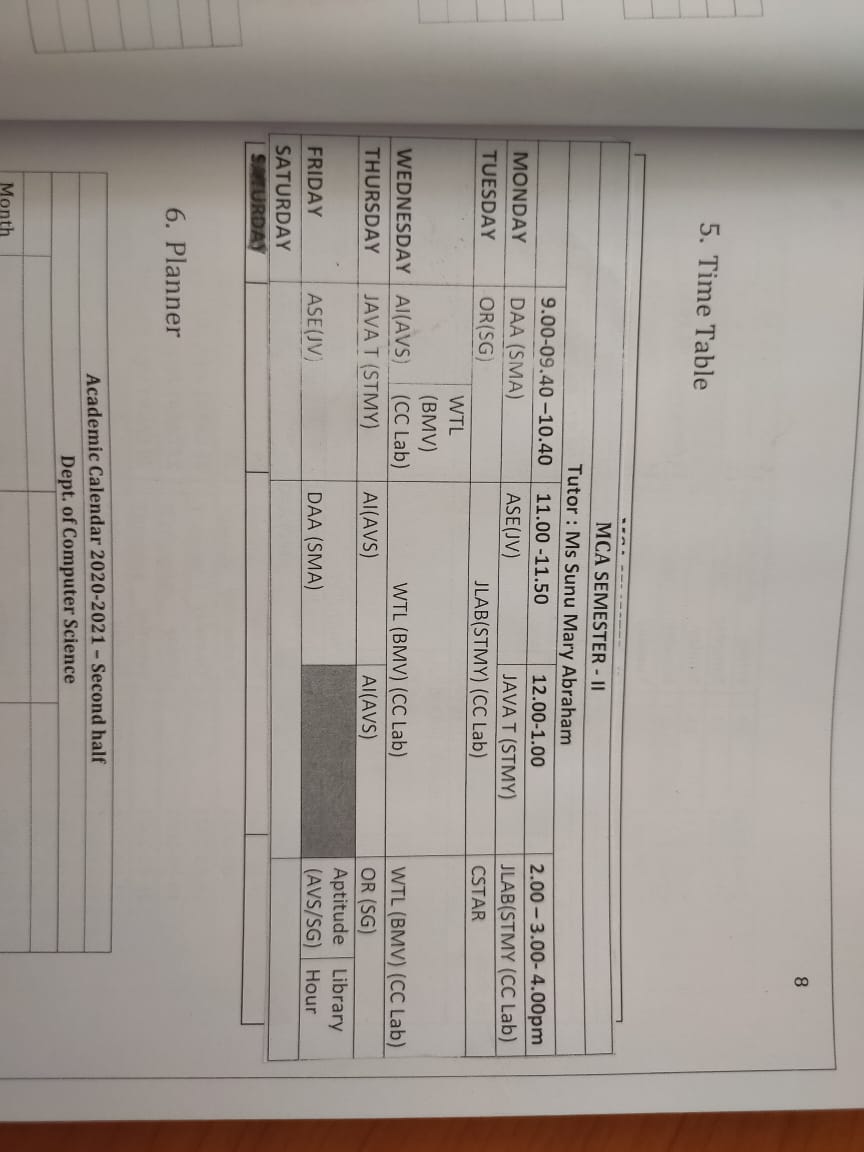 8
5. Time Table
MCA SEMESTER - II
Tutor : Ms Sunu Mary Abraham
9.00-09.40 –10.40 11.00 -11.50 12.00-1.00 2.00 – 3.00- 4.00pm
MONDAY DAA (SMA) ASE(JV) JAVA T (STMY) JLAB(STMY (CC Lab)
TUESDAY OR(SG) JLAB(STMY) (CC Lab) CSTAR
WTL
(BMV)
WEDNESDAY AI(AVS) (CC Lab) WTL (BMV) (CC Lab) WTL (BMV) (CC Lab)
THURSDAY JAVA T (STMY) AI(AVS) AI(AVS) OR (SG)
Aptitude Library
FRIDAY ASE(JV) DAA (SMA) (AVS/SG) Hour
SATURDAY
SATURDAY
6. Planner
Academic Calendar 2020-2021 – Second half
Dept. of Computer Science
Month